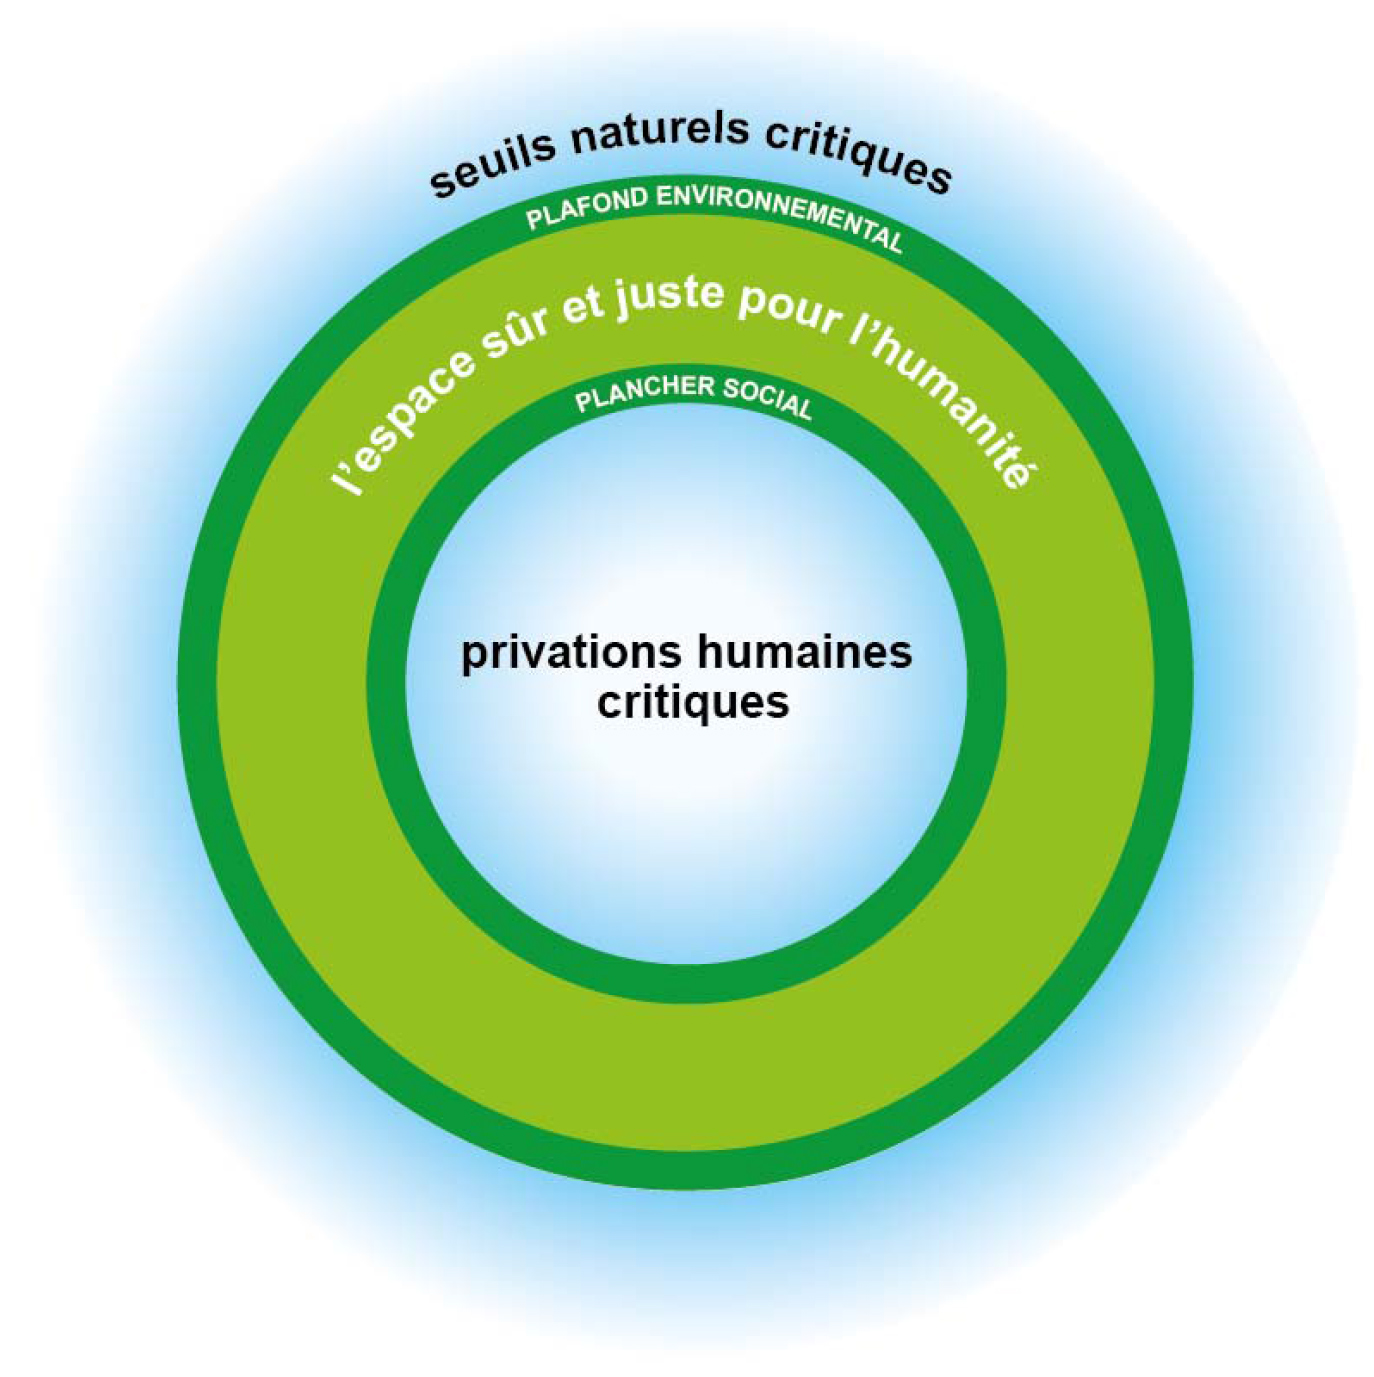 seuils naturels critiques
PLAFOND ENVIRONNEMENTAL
l'espace sûr et juste pour l'humanité
PLANCHER SOCIAL
privations humaines
critiques